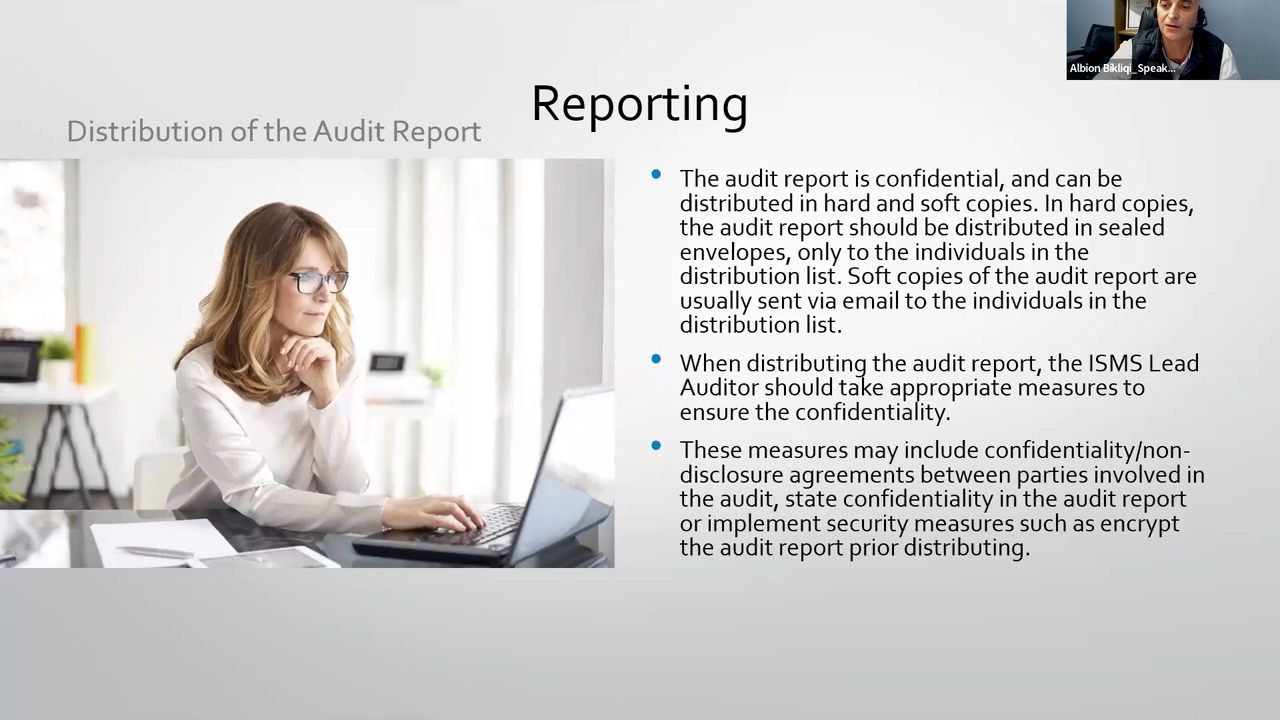 Albion Bikliqi_Speak...
Reporting
Distribution of the Audit Report
The audit report is confidential, and can be
distributed in hard and soft copies. In hard copies,
the audit report should be distributed in sealed
envelopes, only to the individuals in the
distribution list. Soft copies of the audit report are
usually sent via email to the individuals in the
distribution list.
When distributing the audit report, the ISMS Lead
Auditor should take appropriate measures to
ensure the confidentiality.
These measures may include confidentiality/non-
disclosure agreements between parties involved in
the audit, state confidentiality in the audit report
or implement security measures such as encrypt
the audit report prior distributing.